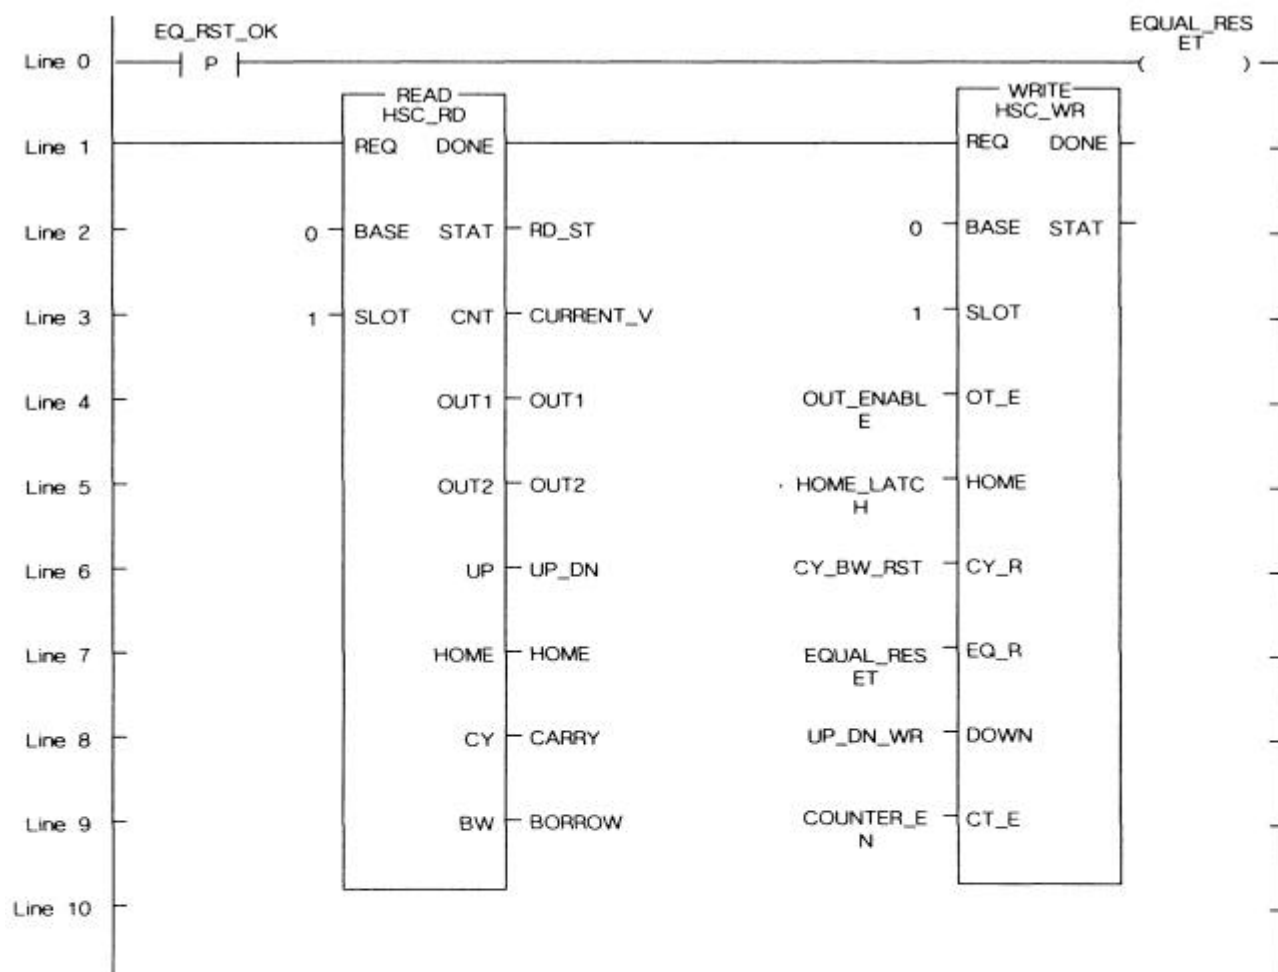 EQ_RST_OK EQUAL_RES
ET
Line 0 P ( )
READ WRITE
HSC_RD HSC_WR
Line 1 REQ DONE REQ DONE
Line 2 0 BASE STAT RD_ST 0 BASE STAT
Line 3 1 SLOT CNT CURRENT_V 1 SLOT
Line 4 OUT1 OUT1 OUT_ENABL OT_E
E
Line 5 OUT2 OUT2 HOME_LATC HOME
H
Line 6 UP UP_DN CY_BW_RST CY_R
Line 7 HOME HOME EQUAL_RES EQ_R
ET
Line 8 CY CARRY UP_DN_WR DOWN
Line 9 BW BORROW COUNTER_E CT_E
N
Line 10